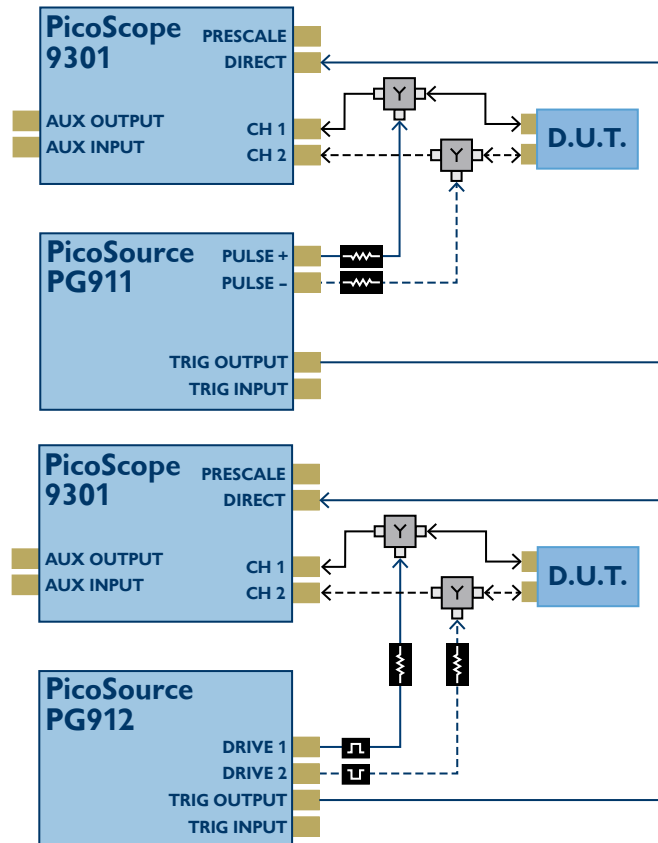 PicoScope
9301
PRESCALE
DIRECT
AUX OUTPUT
AUX INPUT
CH 1
CH 2
Y
Y
D.U.T.
PicoSource
PG911
PULSE +
PULSE –
TRIG OUTPUT
TRIG INPUT
PicoScope
9301
PRESCALE
DIRECT
AUX OUTPUT
AUX INPUT
CH 1
CH 2
Y
Y
D.U.T.
PicoSource
PG912
DRIVE 1
DRIVE 2
TRIG OUTPUT
TRIG INPUT